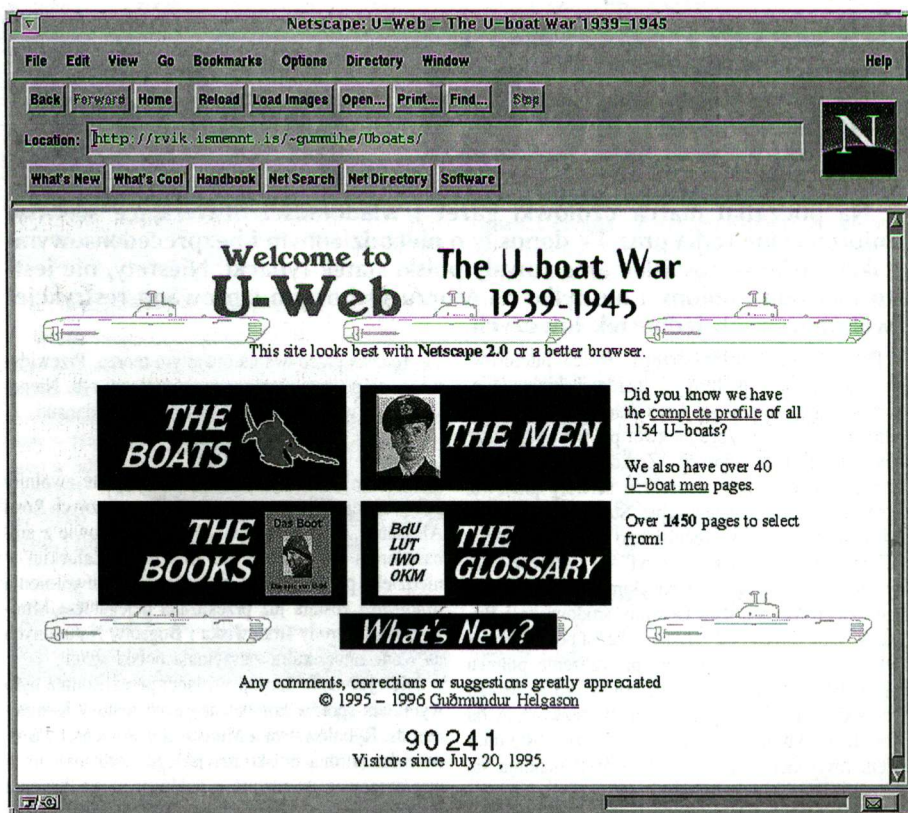 Netscape: U-Web – The U-boat War 1939-1945
File Edit View Go Bookmarks Options Directory Window Help
Back Forward Home Reload Load Images Open... Print... Find... Stop
Location: http://rvik.ismennt.is/~gummihe/Uboats/
N
What's New What's Cool Handbook Net Search Net Directory Software
Welcome to
U-Web
The U-boat War
1939-1945
This site looks best with Netscape 2.0 or a better browser.
THE
BOATS
THE MEN
THE
BOOKS
Das Boot
BdU
LUT
IWO
OKM
THE
GLOSSARY
Did you know we have
the complete profile of all
1154 U-boats?
We also have over 40
U-boat men pages.
Over 1450 pages to select
from!
What's New?
Any comments, corrections or suggestions greatly appreciated
© 1995 – 1996 Guðmundur Helgason
90241
Visitors since July 20, 1995.